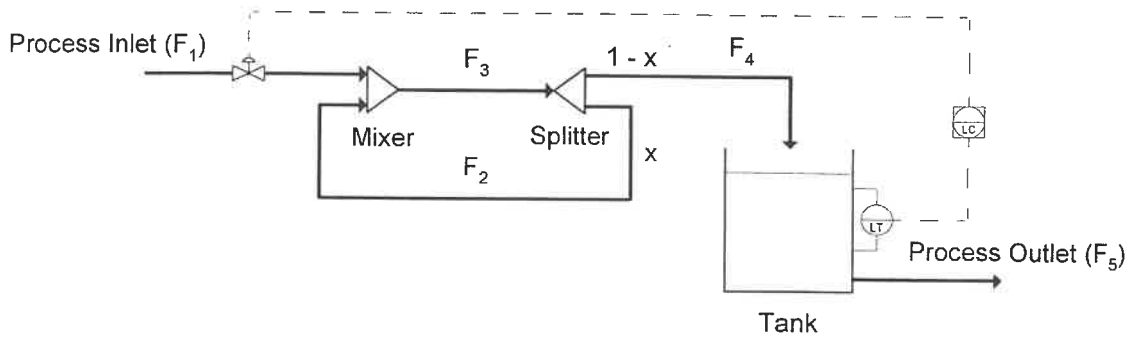 Process Inlet (F1)
F3
1 - x
F4
Mixer
Splitter
F2
x
LC
LT
Process Outlet (F5)
Tank